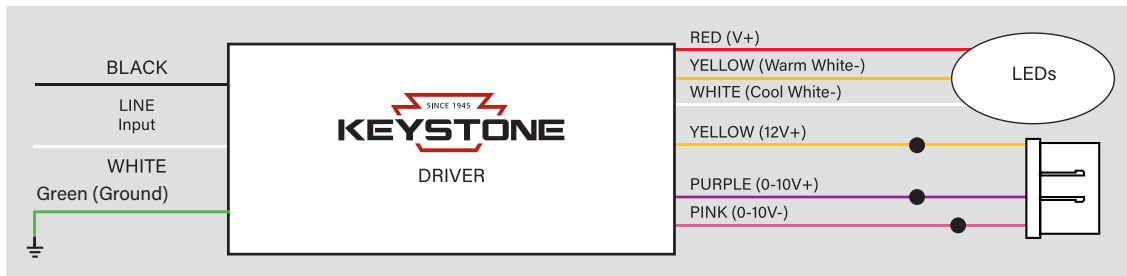 BLACK
LINE
Input
WHITE
Green (Ground)
SINCE 1945
KEYSTONE
DRIVER
RED (V+)
YELLOW (Warm White-)
WHITE (Cool White-)
YELLOW (12V+)
PURPLE (0-10V+)
PINK (0-10V-)
LEDs